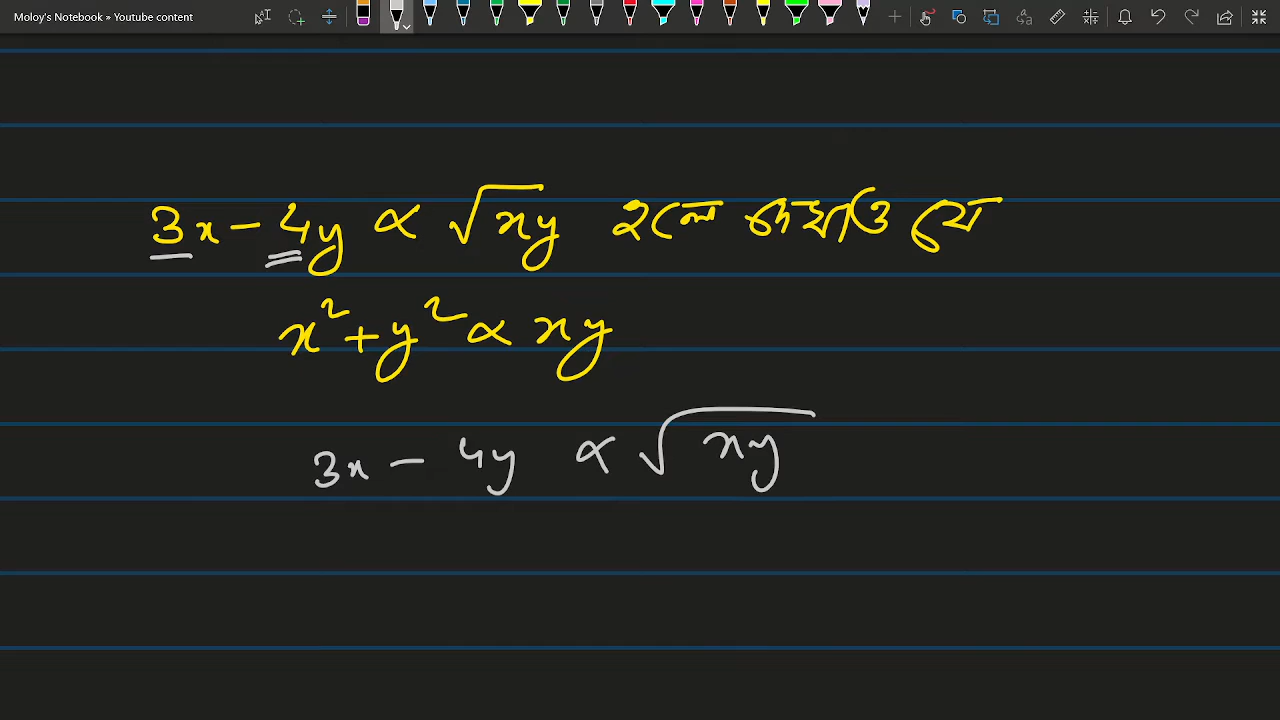 Moloy's Notebook » Youtube content
3x - 4y ∝ √xy হলে দেখাও যে
x² + y² ∝ xy
3x - 4y ∝ √xy